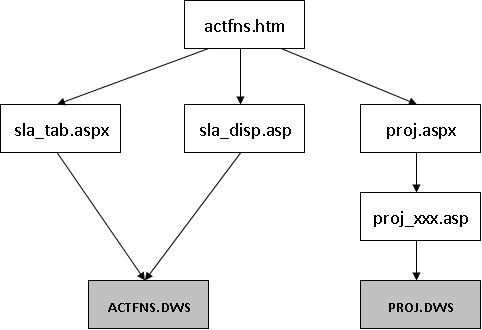 actfns.htm
sla_tab.aspx
sla_disp.asp
proj.aspx
proj_xxx.asp
ACTFNS.DWS
PROJ.DWS